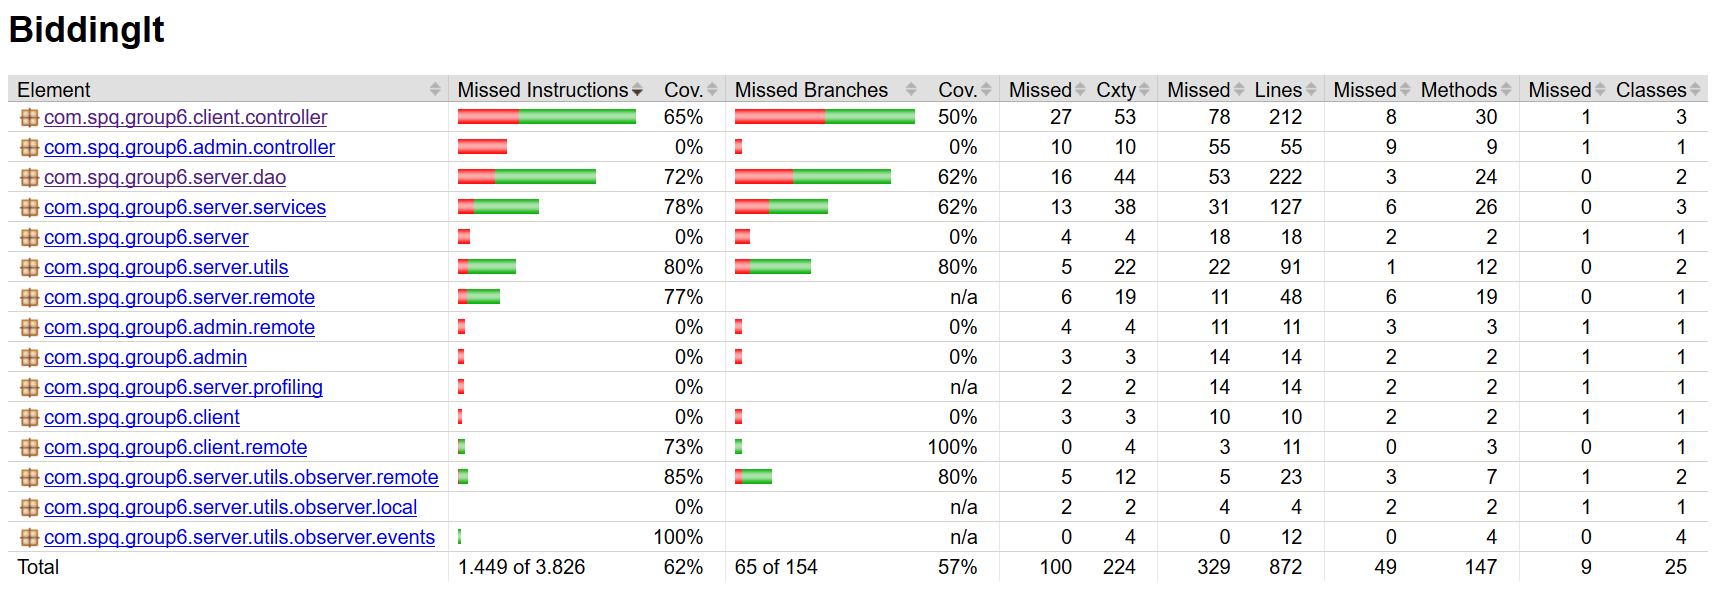 BiddingIt
Element Missed Instructions Cov. Missed Branches Cov. Missed Cxty Missed Lines Missed Methods Missed Classes
com.spq.group6.client.controller 65% 50% 27 53 78 212 8 30 1 3
com.spq.group6.admin.controller 0% 0% 10 10 55 55 9 9 1 1
com.spq.group6.server.dao 72% 62% 16 44 53 222 3 24 0 2
com.spq.group6.server.services 78% 62% 13 38 31 127 6 26 0 3
com.spq.group6.server 0% 0% 4 4 18 18 2 2 1 1
com.spq.group6.server.utils 80% 80% 5 22 22 91 1 12 0 2
com.spq.group6.server.remote 77% n/a 6 19 11 48 6 19 0 1
com.spq.group6.admin.remote 0% 0% 4 4 11 11 3 3 1 1
com.spq.group6.admin 0% 0% 3 3 14 14 2 2 1 1
com.spq.group6.server.profiling 0% n/a 2 2 14 14 2 2 1 1
com.spq.group6.client 0% 0% 3 3 10 10 2 2 1 1
com.spq.group6.client.remote 73% 100% 0 4 3 11 0 3 0 1
com.spq.group6.server.utils.observer.remote 85% 80% 5 12 5 23 3 7 1 2
com.spq.group6.server.utils.observer.local 0% n/a 2 2 4 4 2 2 1 1
com.spq.group6.server.utils.observer.events 100% n/a 0 4 0 12 0 4 0 4
Total 1.449 of 3.826 62% 65 of 154 57% 100 224 329 872 49 147 9 25